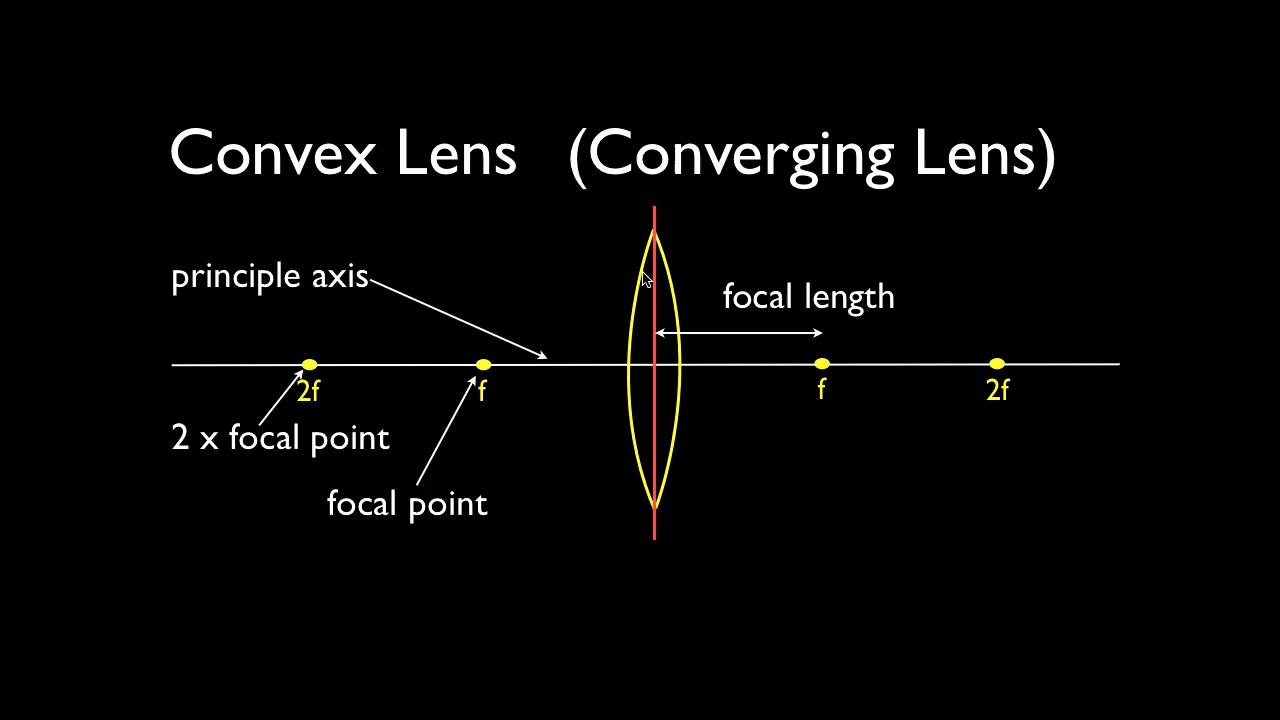 Convex Lens (Converging Lens)
principle axis
focal length
2f
f
f
2f
2 x focal point
focal point